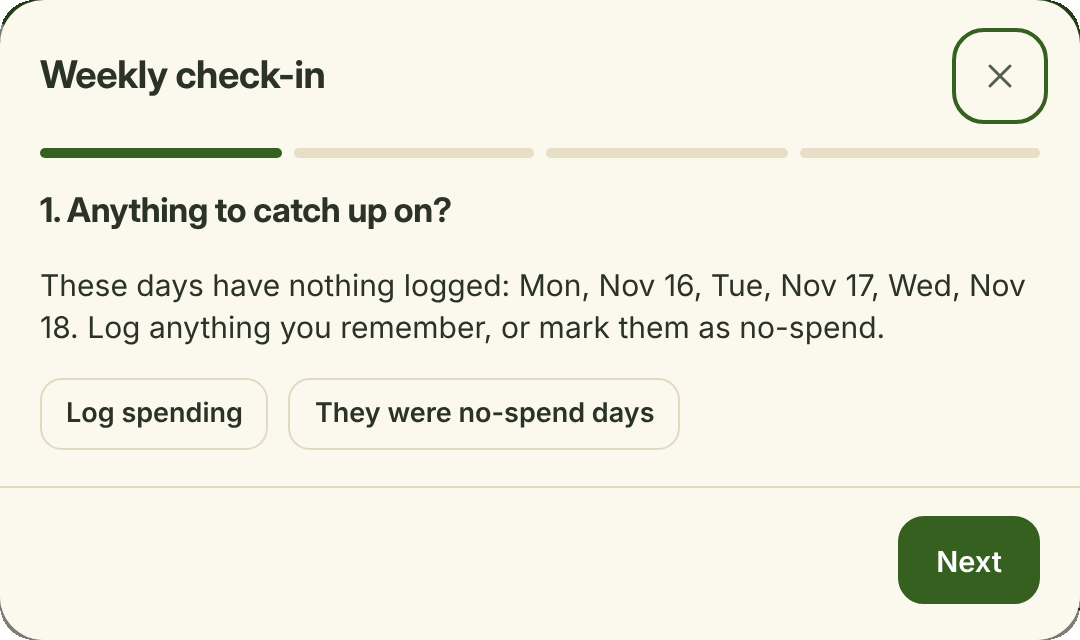 Weekly check-in
1. Anything to catch up on?
These days have nothing logged: Mon, Nov 16, Tue, Nov 17, Wed, Nov
18. Log anything you remember, or mark them as no-spend.
Log spending
They were no-spend days
Next